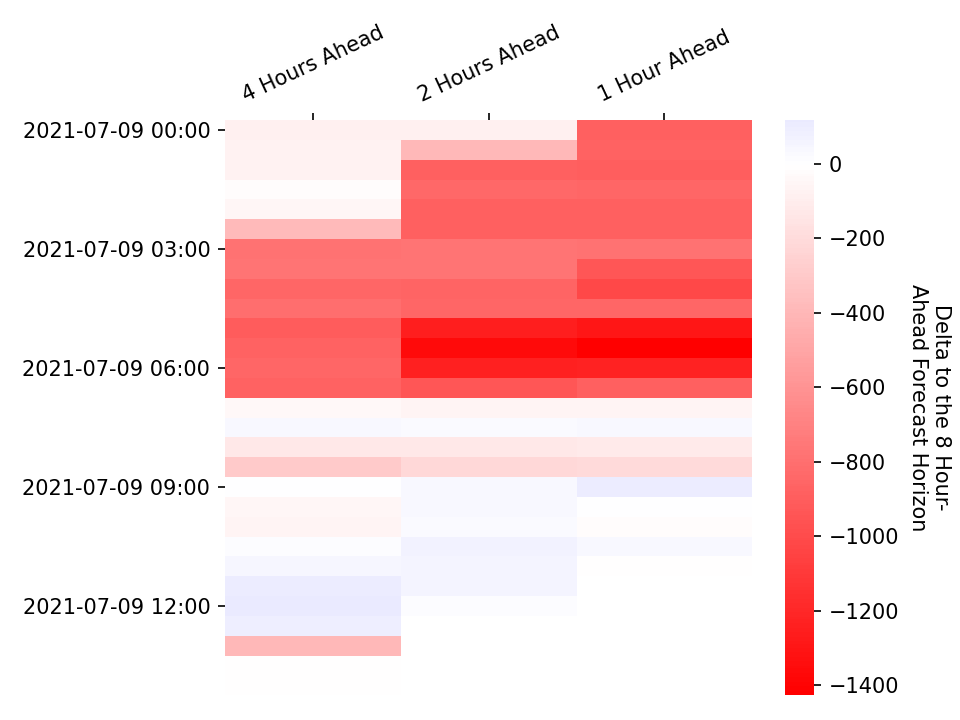 4 Hours Ahead
2 Hours Ahead
1 Hour Ahead
2021-07-09 00:00
2021-07-09 03:00
2021-07-09 06:00
2021-07-09 09:00
2021-07-09 12:00
0
−200
−400
−600
−800
−1000
−1200
−1400
Delta to the 8 Hour-
Ahead Forecast Horizon